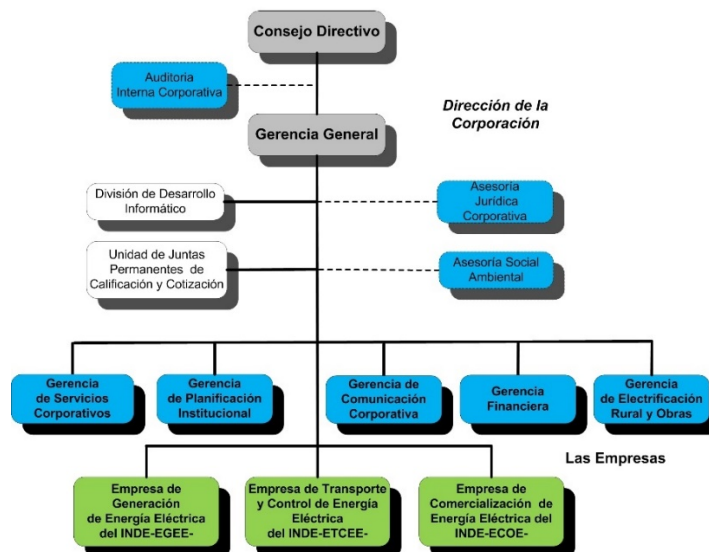 Consejo Directivo
Auditoria
Interna Corporativa
Dirección de la
Corporación
Gerencia General
División de Desarrollo
Informático
Asesoría
Jurídica
Corporativa
Unidad de Juntas
Permanentes de
Calificación y Cotización
Asesoría Social
Ambiental
Gerencia
de Servicios
Corporativos
Gerencia
de Planificación
Institucional
Gerencia de
Comunicación
Corporativa
Gerencia
Financiera
Gerencia
de Electrificación
Rural y Obras
Las Empresas
Empresa de
Generación
de Energía Eléctrica
del INDE-EGEE-
Empresa de Transporte
y Control de Energía
Eléctrica
del INDE-ETCEE-
Empresa de
Comercialización de
Energía Eléctrica del
INDE-ECOE-